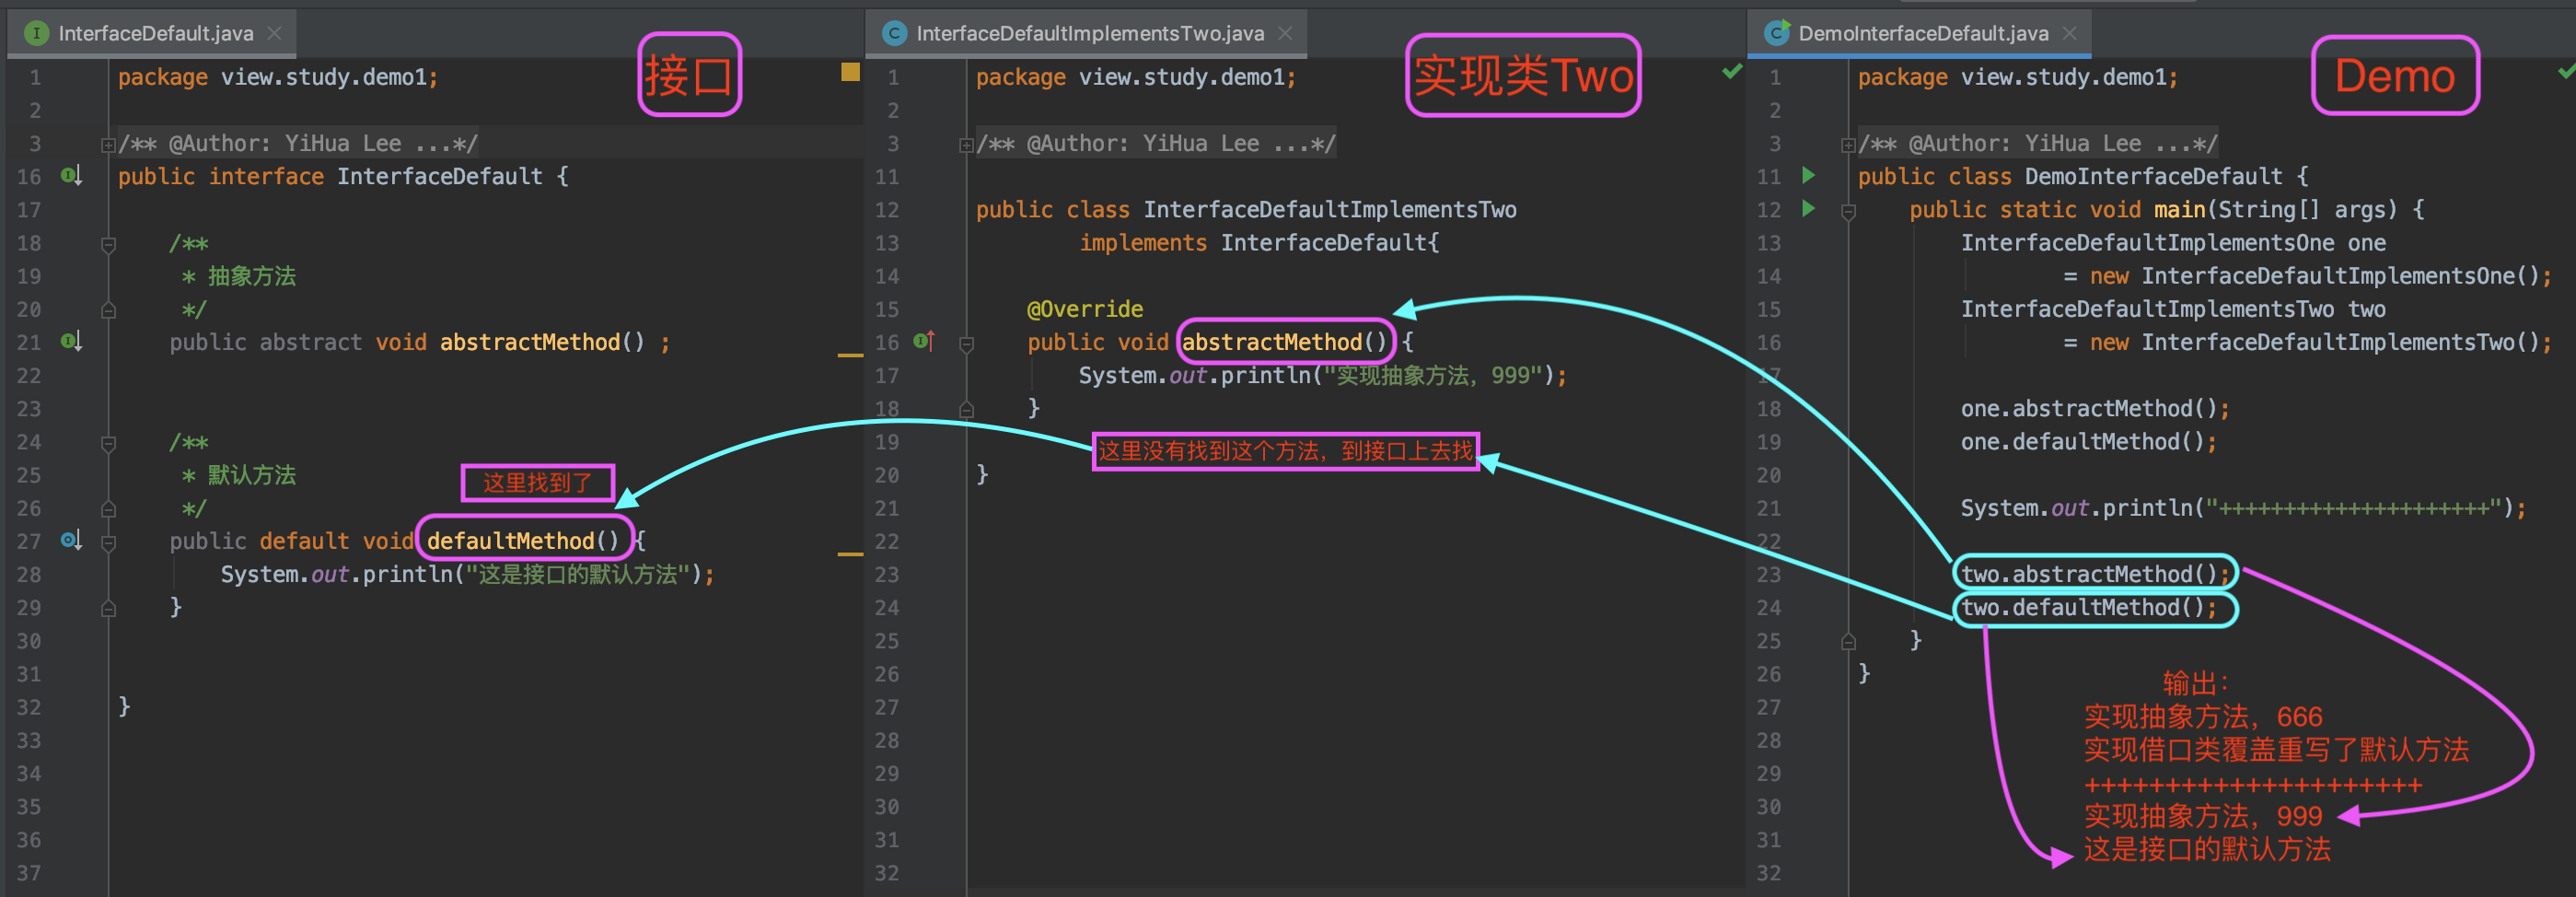 InterfaceDefault.java
接口
1 package view.study.demo1;
2
3 /** @Author: YiHua Lee ...*/
16 public interface InterfaceDefault {
17
18 /**
19 * 抽象方法
20 */
21 public abstract void abstractMethod() ;
22
23
24 /**
25 * 默认方法
这里找到了
26 */
27 public default void defaultMethod() {
28 System.out.println("这是接口的默认方法");
29 }
30
31
32 }
33
34
35
36
37
InterfaceDefaultImplementsTwo.java
实现类Two
1 package view.study.demo1;
2
3 /** @Author: YiHua Lee ...*/
11
12 public class InterfaceDefaultImplementsTwo
13 implements InterfaceDefault{
14
15 @Override
16 public void abstractMethod() {
17 System.out.println("实现抽象方法，999");
18 }
19
这里没有找到这个方法，到接口上去找
20 }
21
22
23
24
25
26
27
28
29
30
31
32
DemoInterfaceDefault.java
Demo
1 package view.study.demo1;
2
3 /** @Author: YiHua Lee ...*/
11 public class DemoInterfaceDefault {
12 public static void main(String[] args) {
13 InterfaceDefaultImplementsOne one
14 = new InterfaceDefaultImplementsOne();
15 InterfaceDefaultImplementsTwo two
16 = new InterfaceDefaultImplementsTwo();
17
18 one.abstractMethod();
19 one.defaultMethod();
20
21 System.out.println("+++++++++++++++++++++");
22
23 two.abstractMethod();
24 two.defaultMethod();
25 }
26 }
27
28
29
30
31
32
输出：
实现抽象方法，666
实现借口类覆盖重写了默认方法
+++++++++++++++++++++
实现抽象方法，999
这是接口的默认方法